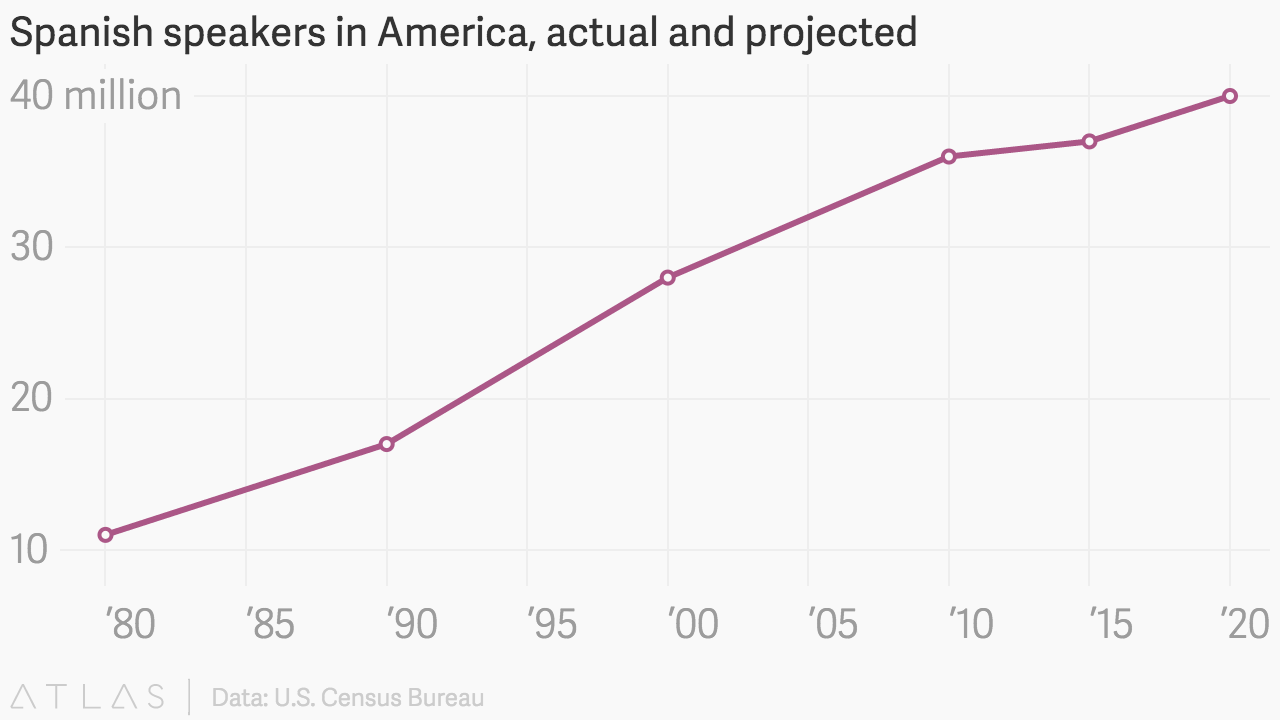 Spanish speakers in America, actual and projected
40 million
30
20
10
’80 ’85 ’90 ’95 ’00 ’05 ’10 ’15 ’20
ATLAS Data: U.S. Census Bureau